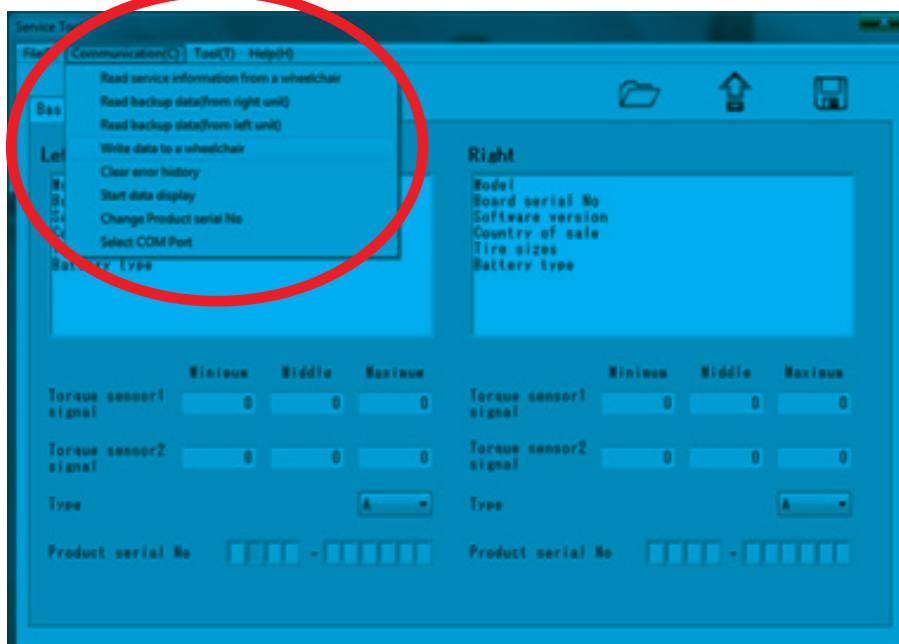 Service To
File Communication(C) Tool(T) Help(H)
Read service information from a wheelchair
Read backup data(from right unit)
Read backup data(from left unit)
Write data to a wheelchair
Clear error history
Start data display
Change Product serial No
Select COM Port
Bas
Left
Battery type
Right
Model
Board serial No
Software version
Country of sale
Tire sizes
Battery type
Minimum Middle Maximum
Torque sensor1
signal
0 0 0
Torque sensor2
signal
0 0 0
Type A
Product serial No -
Minimum Middle Maximum
Torque sensor1
signal
0 0 0
Torque sensor2
signal
0 0 0
Type A
Product serial No -